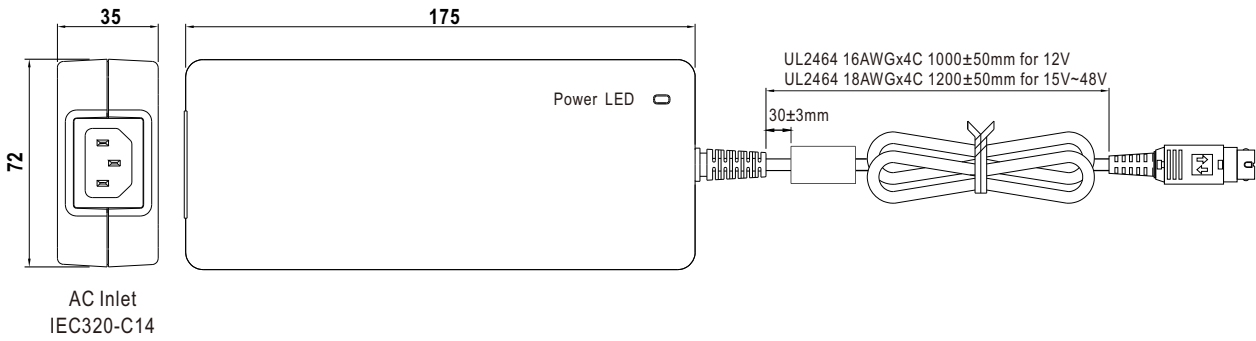 35
175
UL2464 16AWGx4C 1000±50mm for 12V
UL2464 18AWGx4C 1200±50mm for 15V~48V
Power LED
30±3mm
72
AC Inlet
IEC320-C14